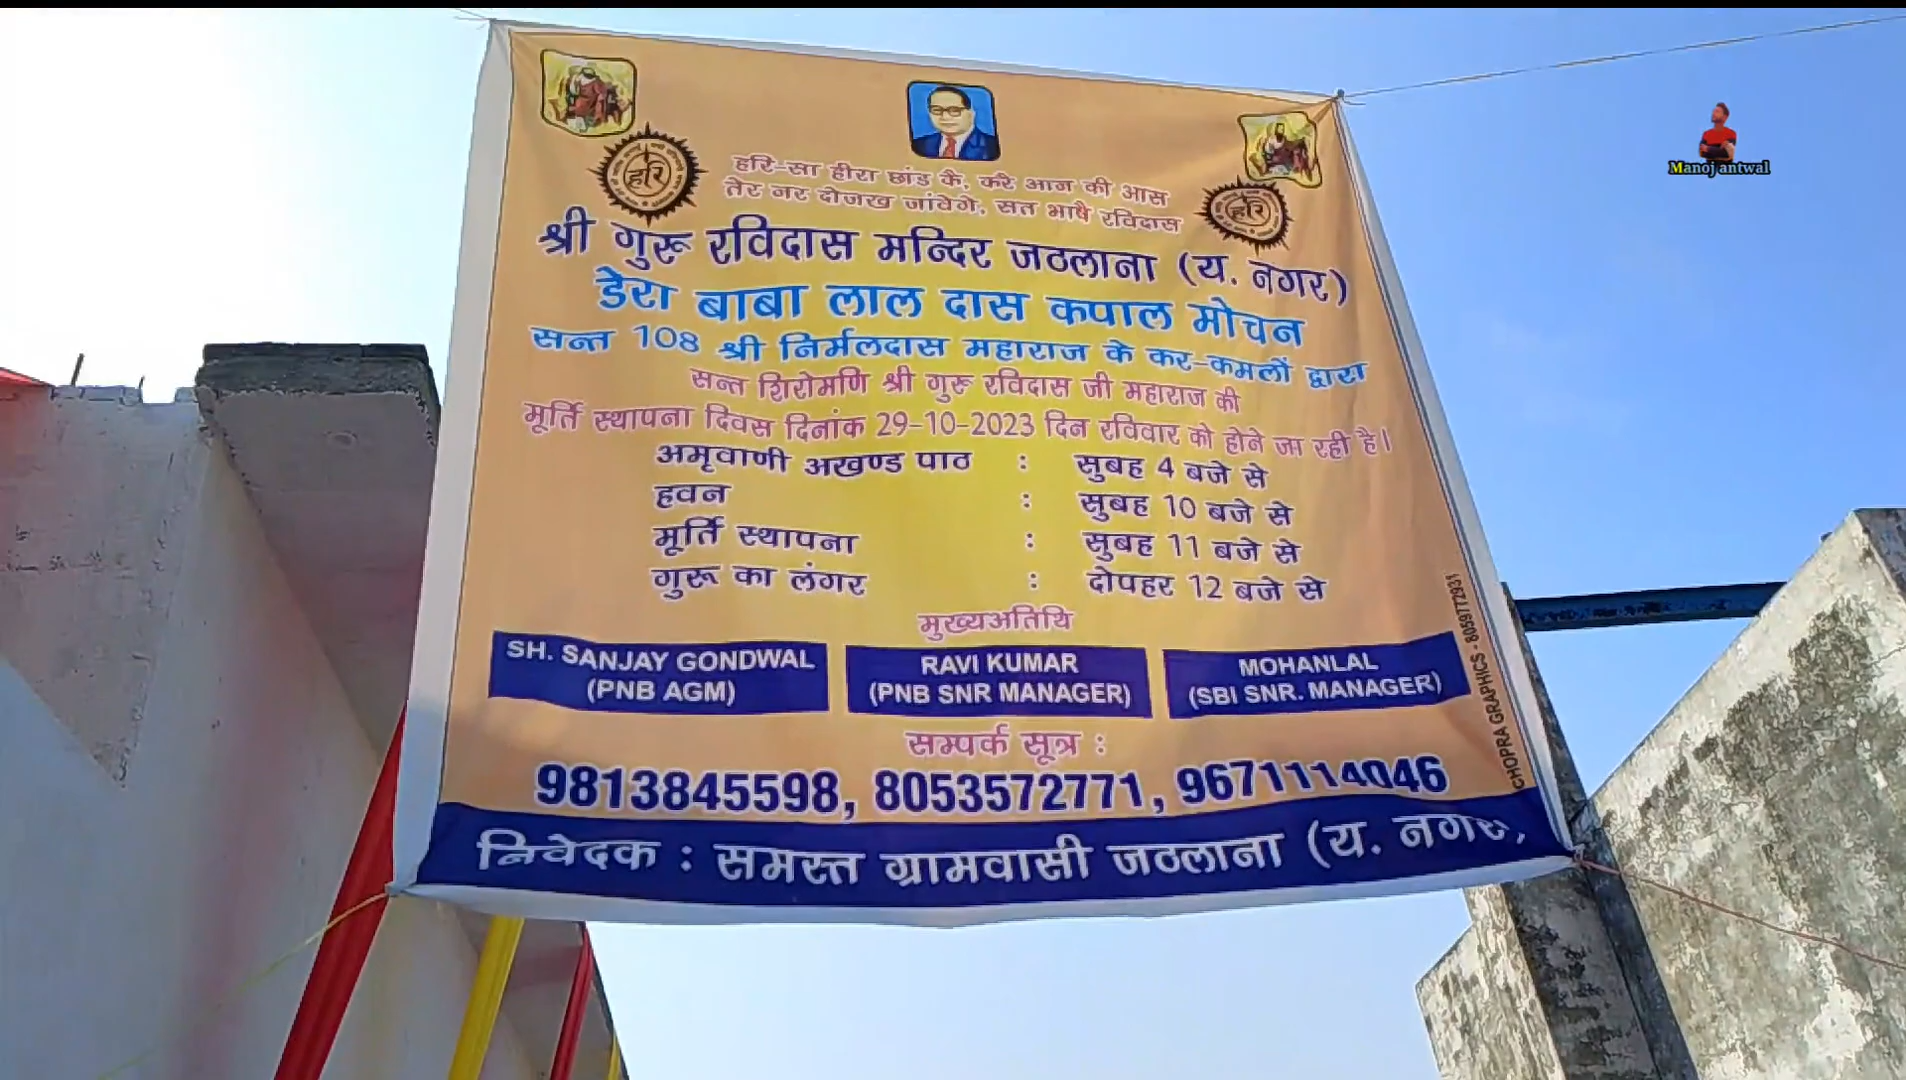 हरि
हरि-सा हीरा छांड कै, करै आन की आस
तेर नर दोजख जांवेगे, सत भाषै रविदास
हरि
श्री गुरू रविदास मन्दिर जठलाना (य. नगर)
डेरा बाबा लाल दास कपाल मोचन
सन्त 108 श्री निर्मलदास महाराज के कर-कमलों द्वारा
सन्त शिरोमणि श्री गुरू रविदास जी महाराज की
मूर्ति स्थापना दिवस दिनांक 29-10-2023 दिन रविवार को होने जा रही है।
अमृवाणी अखण्ड पाठ : सुबह 4 बजे से
हवन : सुबह 10 बजे से
मूर्ति स्थापना : सुबह 11 बजे से
गुरू का लंगर : दोपहर 12 बजे से
मुख्यअतिथि
SH. SANJAY GONDWAL
(PNB AGM)
RAVI KUMAR
(PNB SNR MANAGER)
MOHANLAL
(SBI SNR. MANAGER)
सम्पर्क सूत्र :
9813845598, 8053572771, 9671114046
निवेदक : समस्त ग्रामवासी जठलाना (य. नगर)
CHOPRA GRAPHICS - 8059772931
Manoj antwal